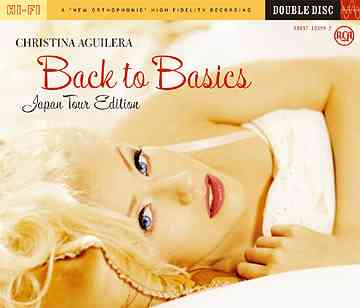 HI-FI
A "NEW ORTHOPHONIC" HIGH FIDELITY RECORDING
DOUBLE DISC
RCA
CHRISTINA AGUILERA
Back to Basics
Japan Tour Edition